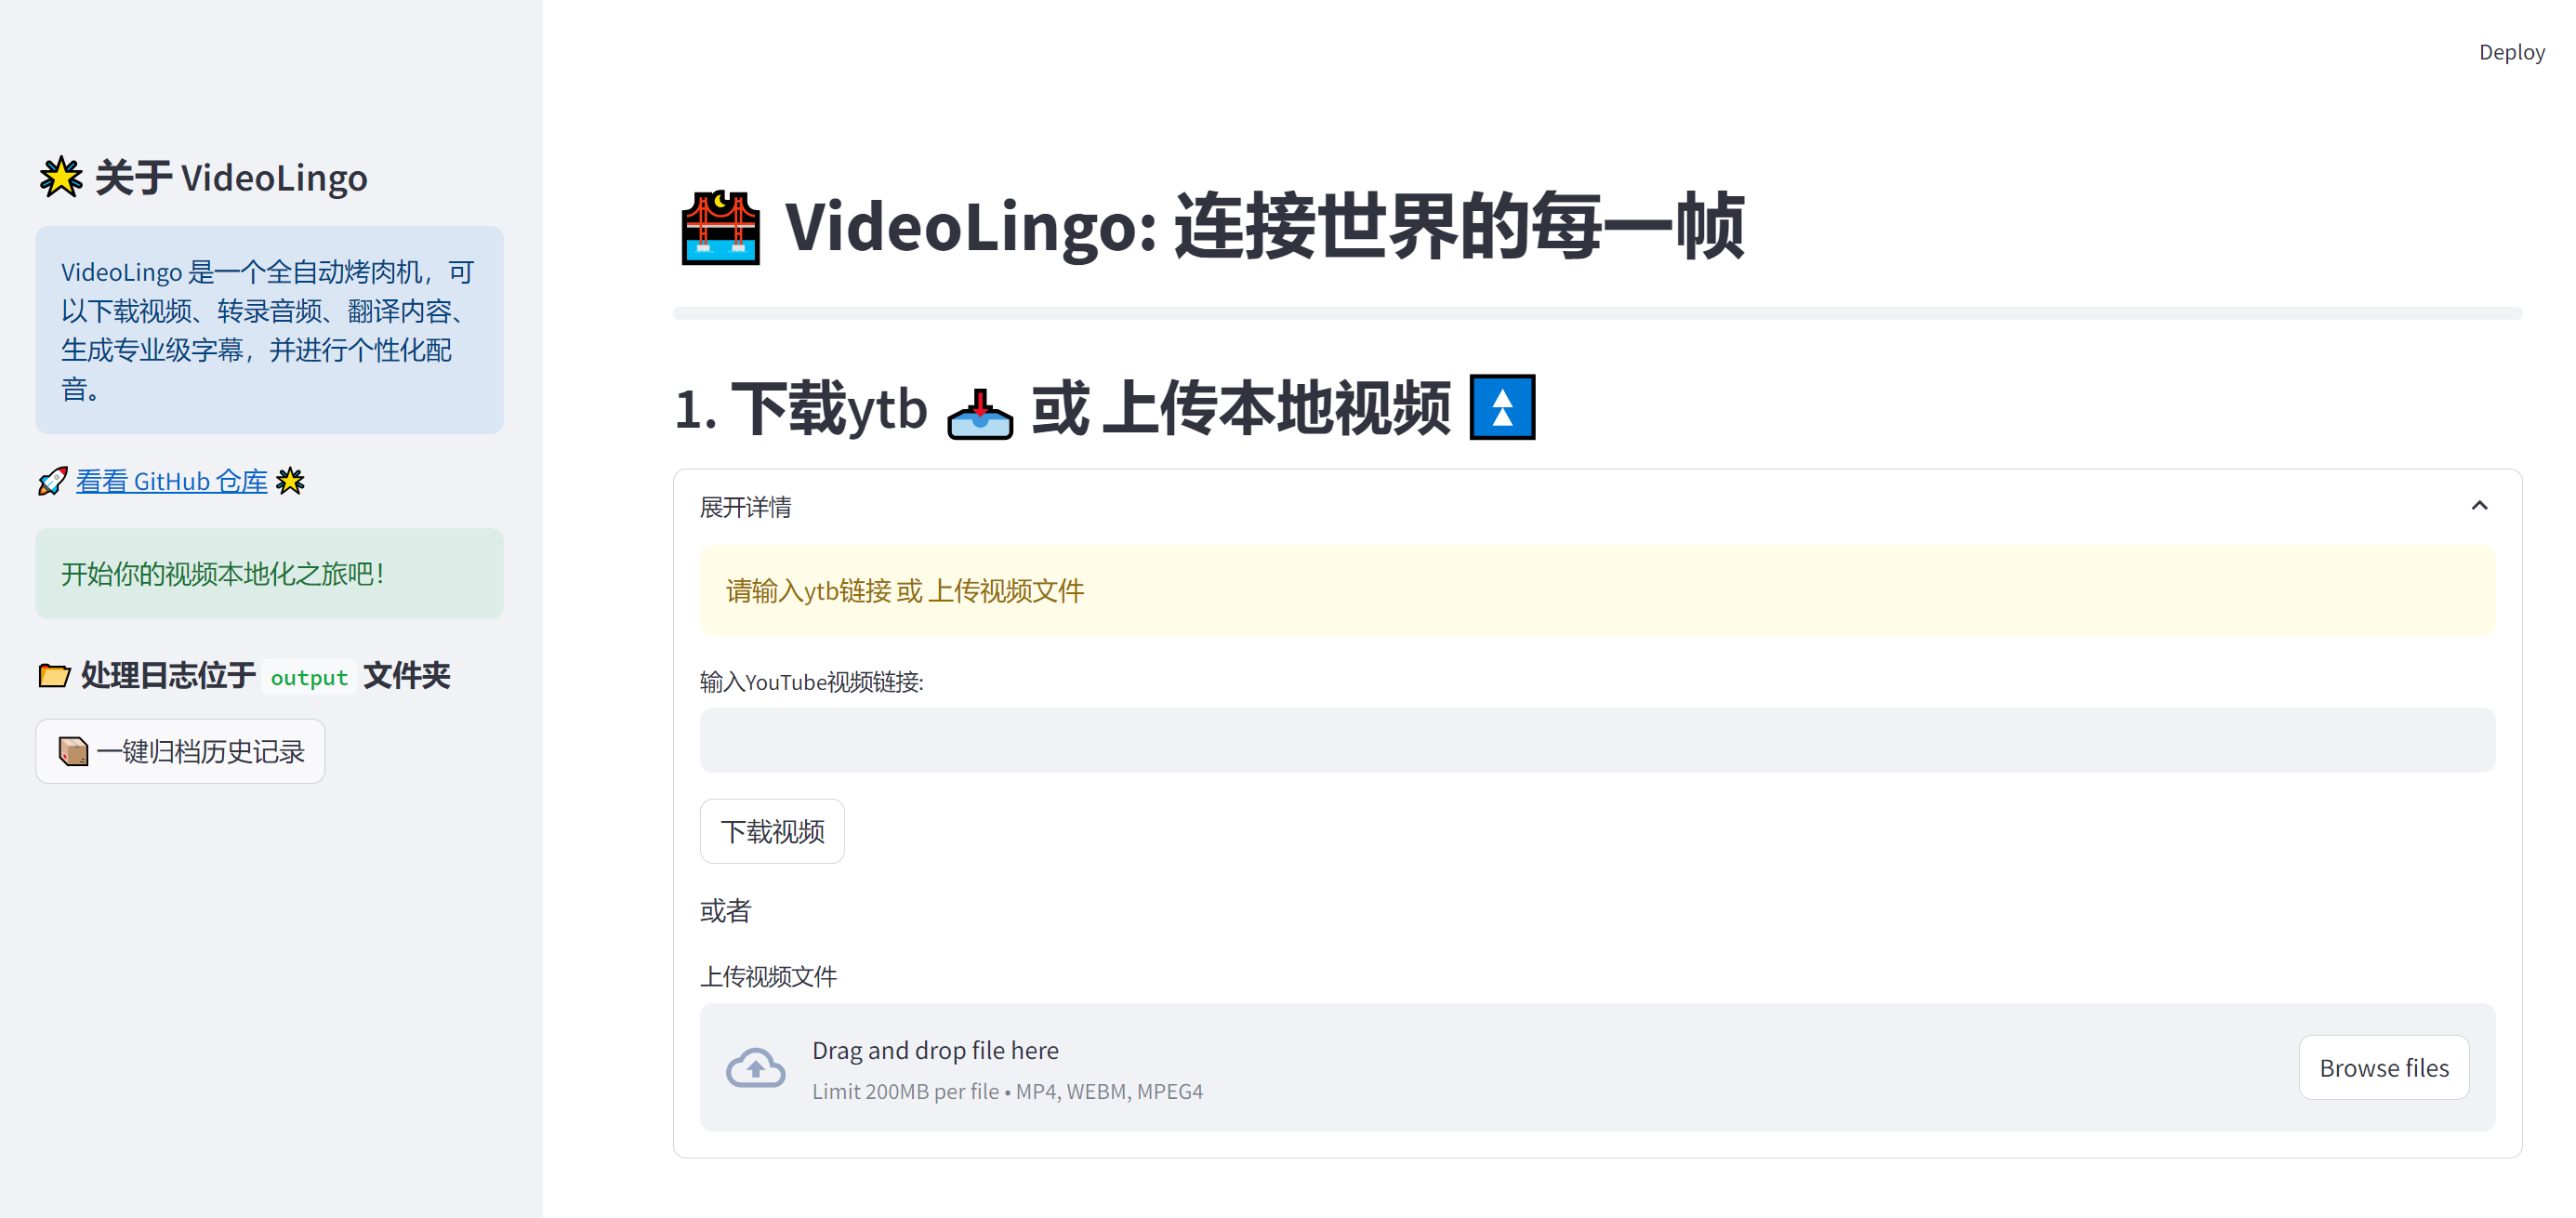 Deploy
关于 VideoLingo
VideoLingo 是一个全自动烤肉机，可
以下载视频、转录音频、翻译内容、
生成专业级字幕，并进行个性化配
音。
看看 GitHub 仓库
开始你的视频本地化之旅吧！
处理日志位于 output 文件夹
一键归档历史记录
VideoLingo: 连接世界的每一帧
1. 下载ytb 或 上传本地视频
展开详情
请输入ytb链接 或 上传视频文件
输入YouTube视频链接:
下载视频
或者
上传视频文件
Drag and drop file here
Limit 200MB per file • MP4, WEBM, MPEG4
Browse files